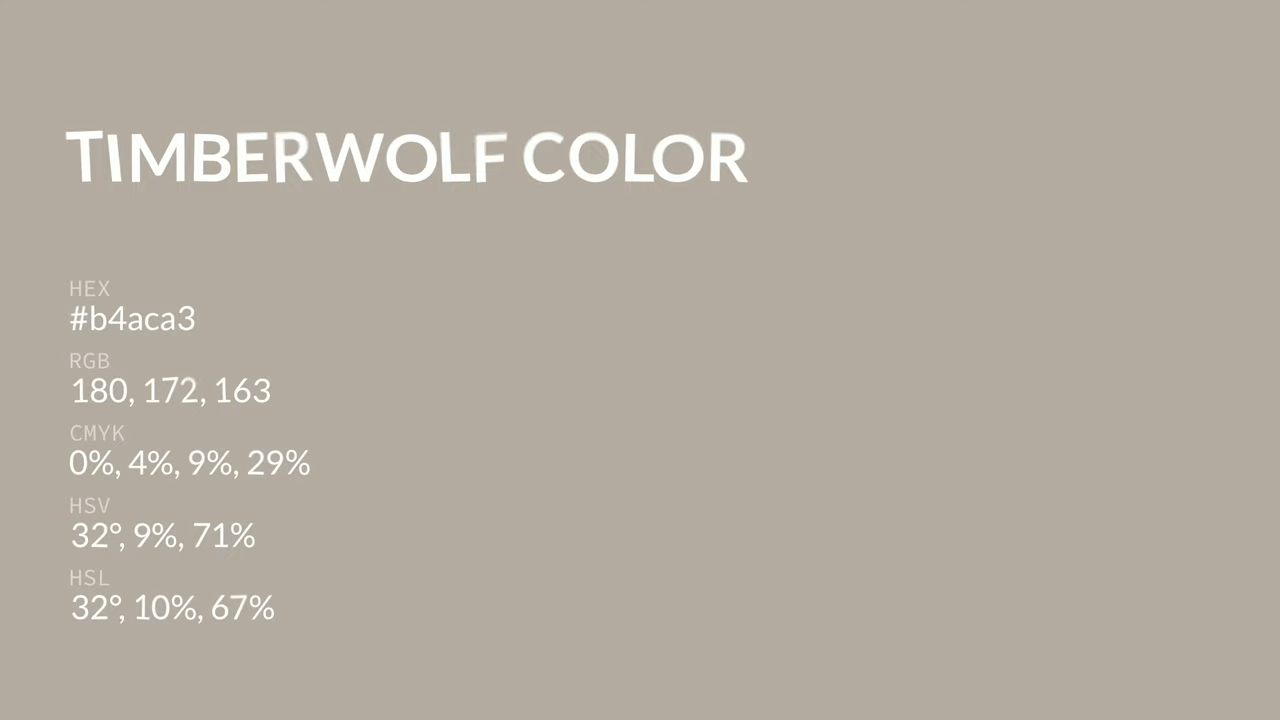 TIMBERWOLF COLOR
HEX
#b4aca3
RGB
180, 172, 163
CMYK
0%, 4%, 9%, 29%
HSV
32°, 9%, 71%
HSL
32°, 10%, 67%